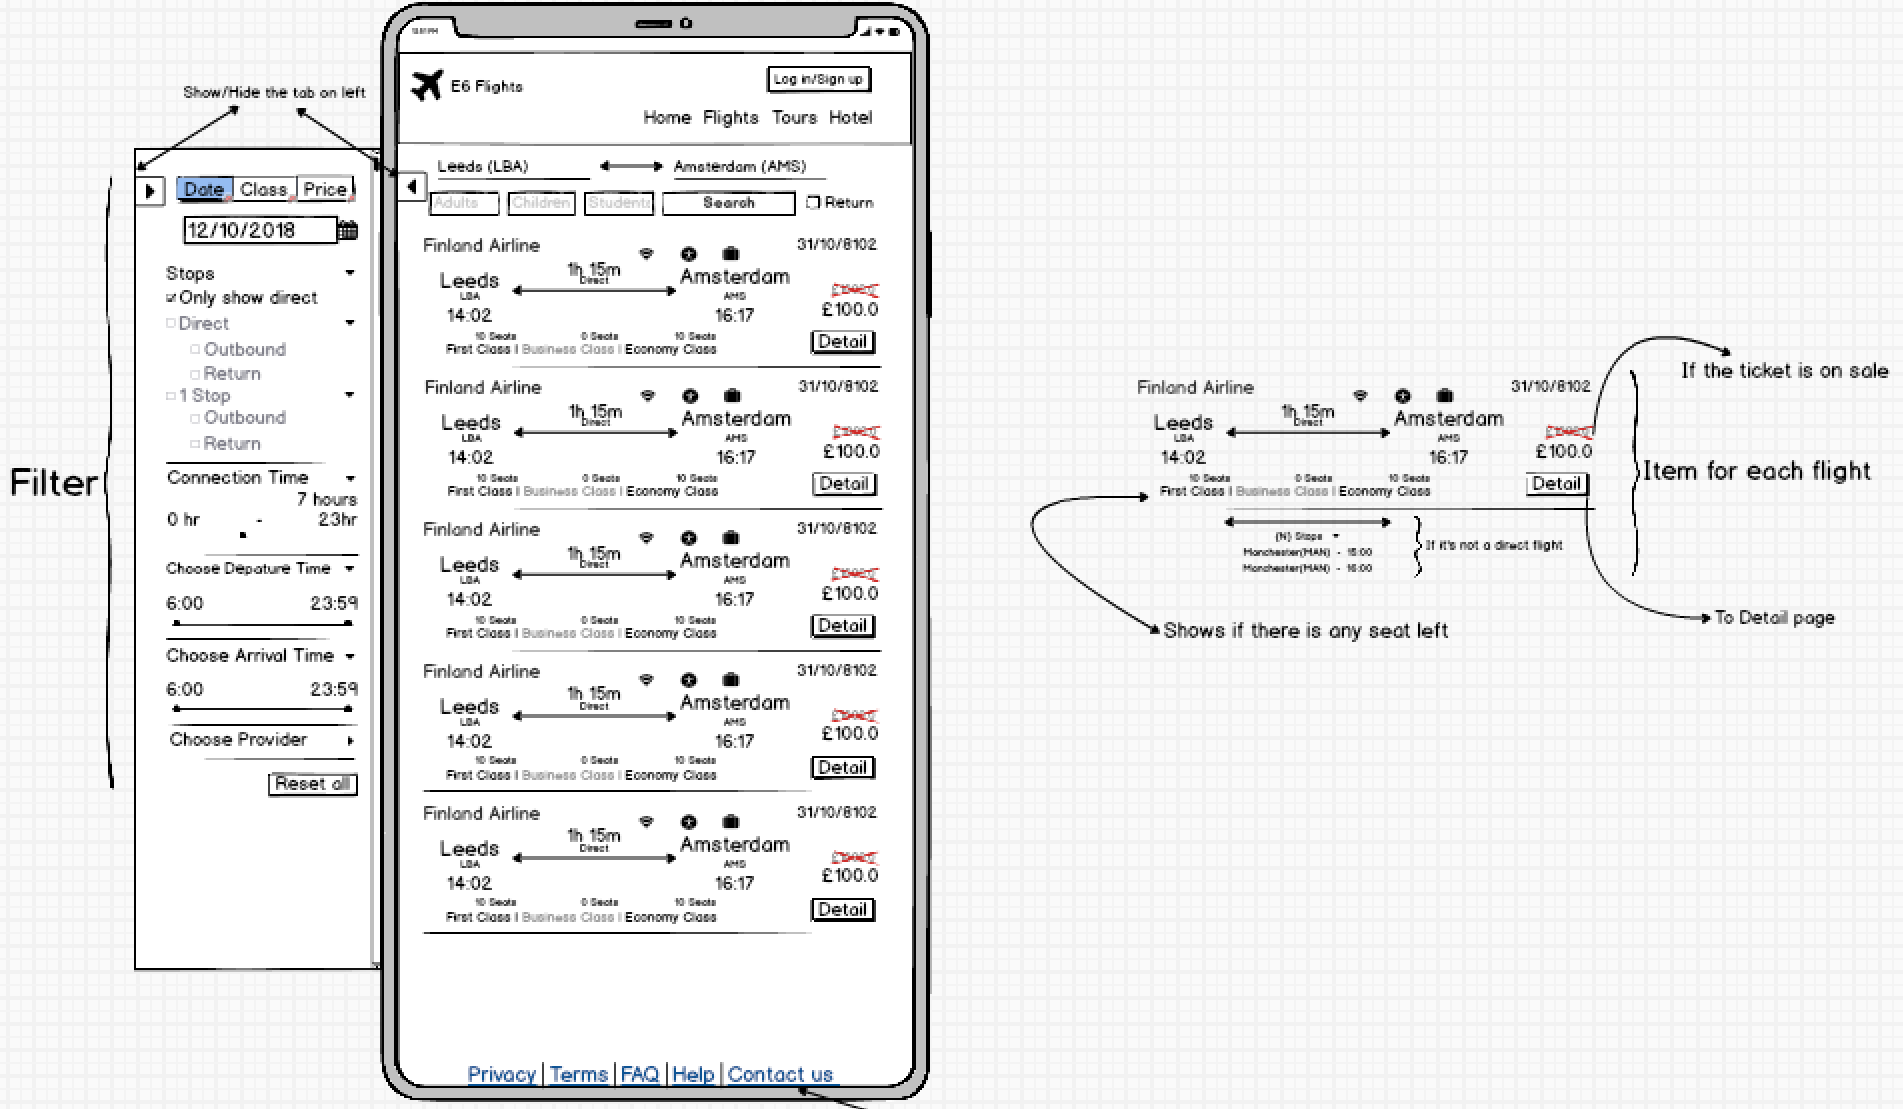 Show/Hide the tab on left
Filter
Date Class Price
12/10/2018
Stops
Only show direct
Direct
Outbound
Return
1 Stop
Outbound
Return
Connection Time
7 hours
0 hr - 23hr
Choose Depature Time
6:00 23:59
Choose Arrival Time
6:00 23:59
Choose Provider
Reset all
E6 Flights
Log in/Sign up
Home Flights Tours Hotel
Leeds (LBA) Amsterdam (AMS)
Adults Children Students Search Return
Finland Airline 31/10/8102
1h 15m
Leeds Direct Amsterdam
LBA AMS
14:02 16:17 £100.0
10 Seats 0 Seats 10 Seats
First Class | Business Class | Economy Class Detail
Finland Airline 31/10/8102
1h 15m
Leeds Direct Amsterdam
LBA AMS
14:02 16:17 £100.0
10 Seats 0 Seats 10 Seats
First Class | Business Class | Economy Class Detail
Finland Airline 31/10/8102
1h 15m
Leeds Direct Amsterdam
LBA AMS
14:02 16:17 £100.0
10 Seats 0 Seats 10 Seats
First Class | Business Class | Economy Class Detail
Finland Airline 31/10/8102
1h 15m
Leeds Direct Amsterdam
LBA AMS
14:02 16:17 £100.0
10 Seats 0 Seats 10 Seats
First Class | Business Class | Economy Class Detail
Finland Airline 31/10/8102
1h 15m
Leeds Direct Amsterdam
LBA AMS
14:02 16:17 £100.0
10 Seats 0 Seats 10 Seats
First Class | Business Class | Economy Class Detail
Privacy | Terms | FAQ | Help | Contact us
If the ticket is on sale
Finland Airline 31/10/8102
1h 15m
Leeds Direct Amsterdam
LBA AMS
14:02 16:17 £100.0
10 Seats 0 Seats 10 Seats
First Class | Business Class | Economy Class Detail
Item for each flight
(N) Stops
Manchester(MAN) - 15:00
Manchester(MAN) - 16:00
If it's not a direct flight
To Detail page
Shows if there is any seat left